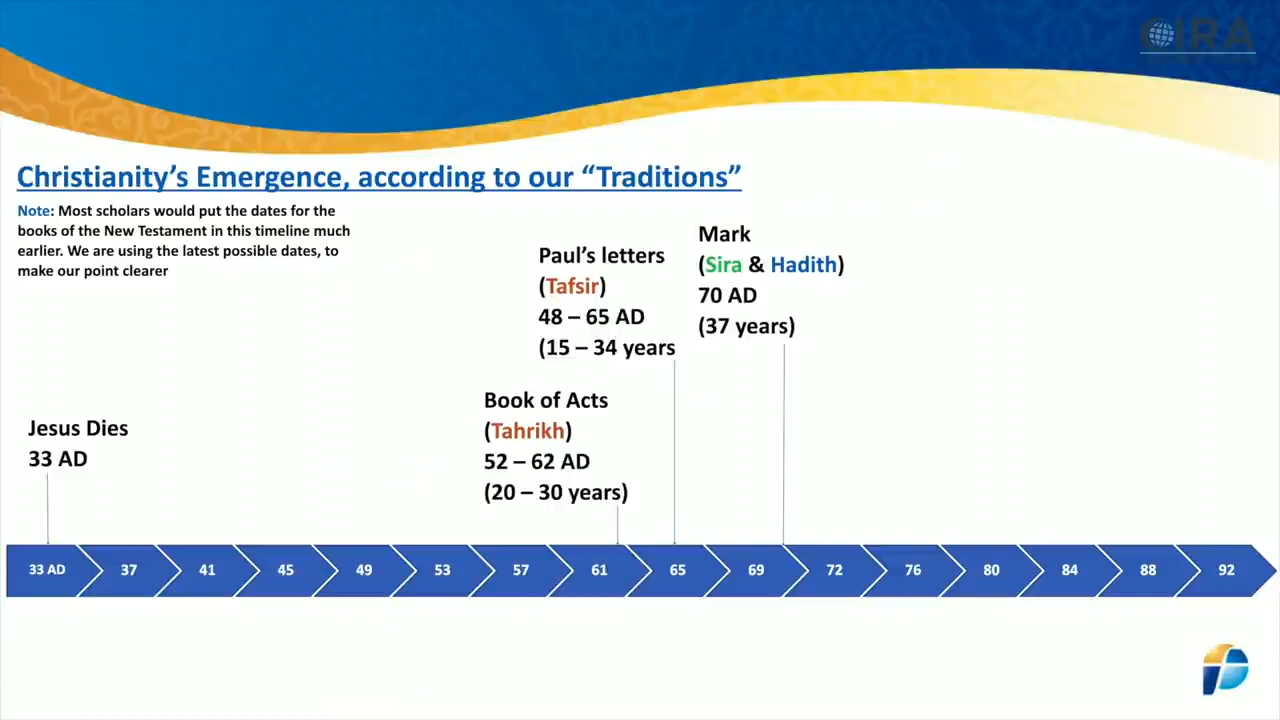 CIRA
Christianity’s Emergence, according to our “Traditions”
Note: Most scholars would put the dates for the
books of the New Testament in this timeline much
earlier. We are using the latest possible dates, to
make our point clearer
Jesus Dies
33 AD
Book of Acts
(Tahrikh)
52 – 62 AD
(20 – 30 years)
Paul’s letters
(Tafsir)
48 – 65 AD
(15 – 34 years
Mark
(Sira & Hadith)
70 AD
(37 years)
33 AD 37 41 45 49 53 57 61 65 69 72 76 80 84 88 92